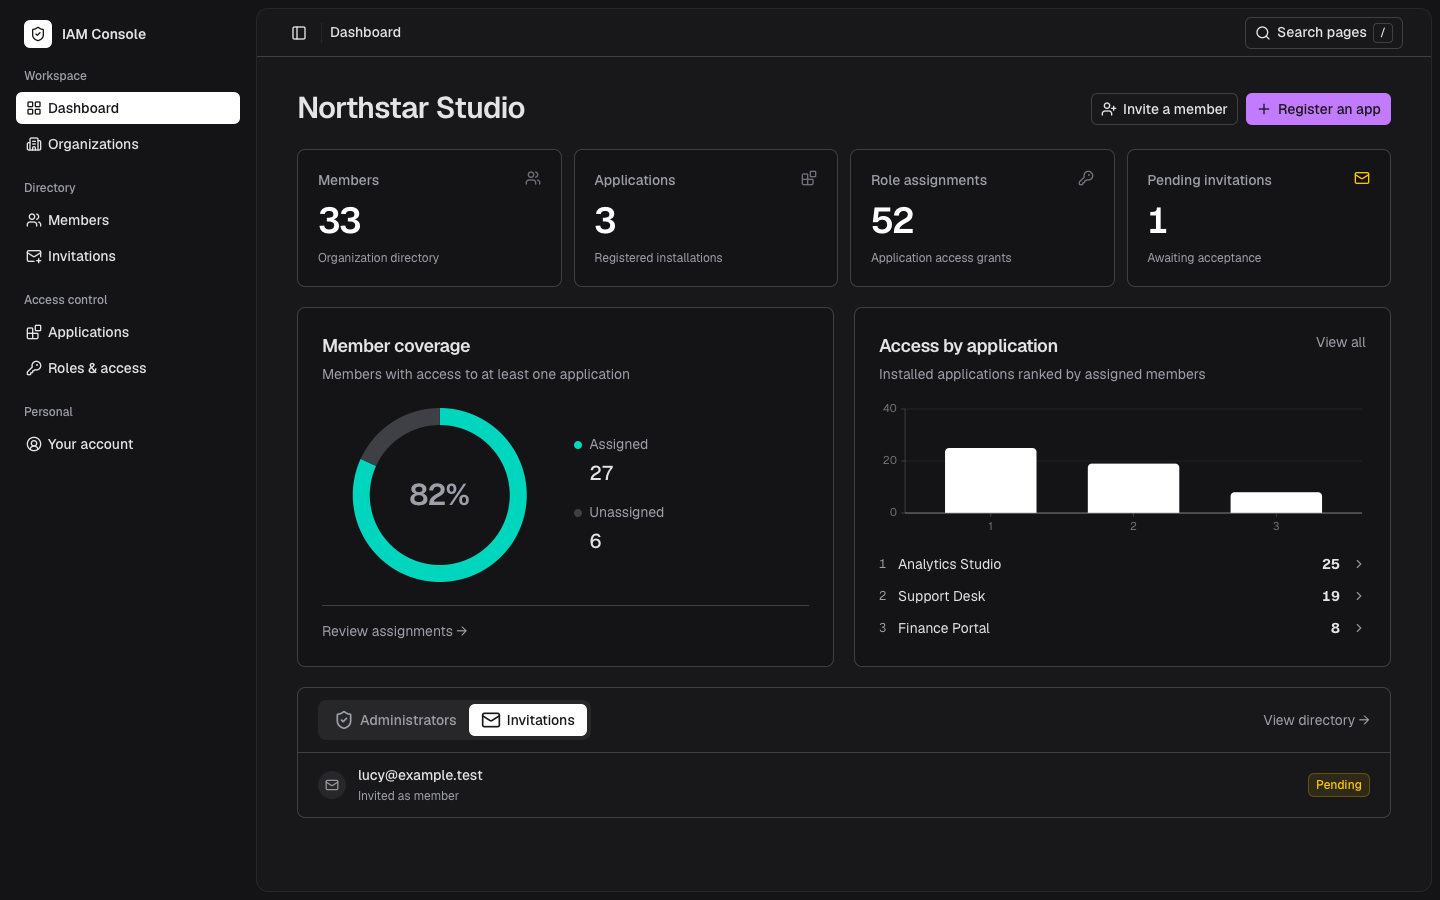 IAM Console
Workspace
Dashboard
Organizations
Directory
Members
Invitations
Access control
Applications
Roles & access
Personal
Your account
Dashboard
Search pages /
Northstar Studio
Invite a member
Register an app
Members
33
Organization directory
Applications
3
Registered installations
Role assignments
52
Application access grants
Pending invitations
1
Awaiting acceptance
Member coverage
Members with access to at least one application
82%
Assigned
27
Unassigned
6
Review assignments →
Access by application
View all
Installed applications ranked by assigned members
40
20
0
1 2 3
1 Analytics Studio 25
2 Support Desk 19
3 Finance Portal 8
Administrators
Invitations
View directory →
lucy@example.test
Invited as member
Pending